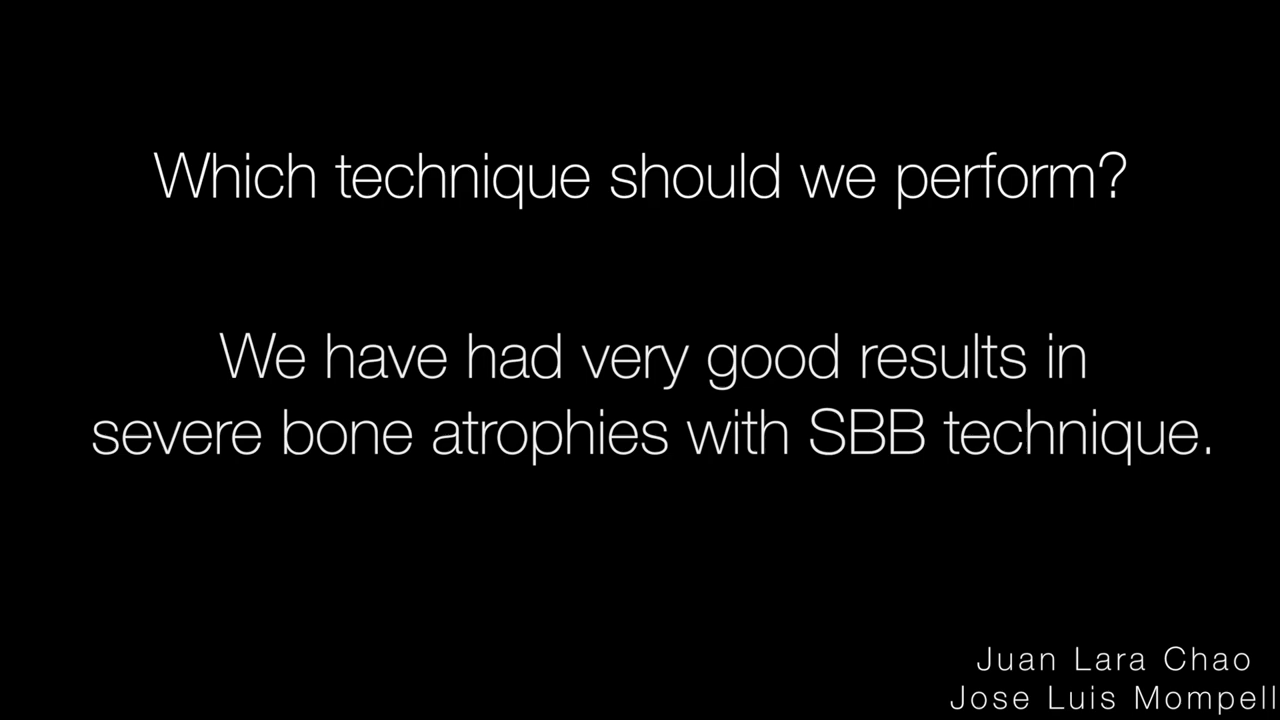 Which technique should we perform?
We have had very good results in
severe bone atrophies with SBB technique.
Juan Lara Chao
Jose Luis Mompell